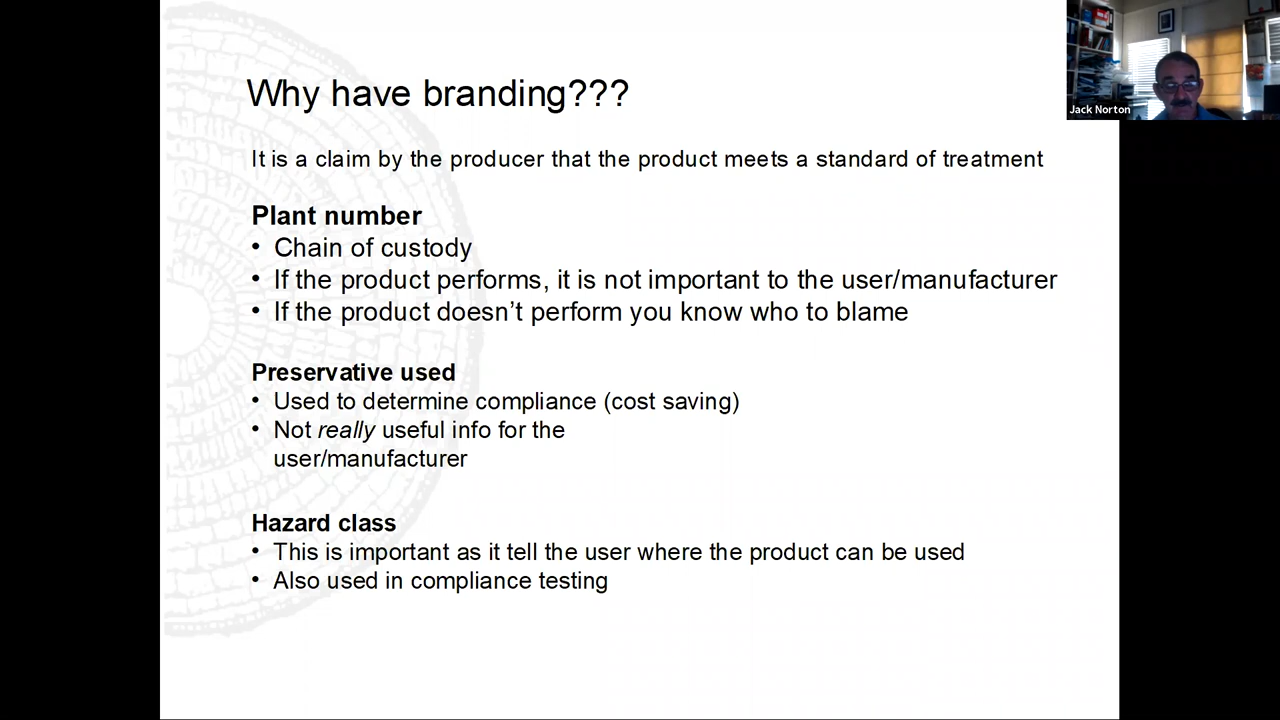 Why have branding???
It is a claim by the producer that the product meets a standard of treatment
Plant number
• Chain of custody
• If the product performs, it is not important to the user/manufacturer
• If the product doesn’t perform you know who to blame
Preservative used
• Used to determine compliance (cost saving)
• Not really useful info for the
user/manufacturer
Hazard class
• This is important as it tell the user where the product can be used
• Also used in compliance testing
Jack Norton